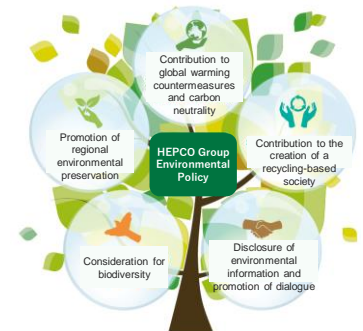 Contribution to
global warming
countermeasures
and carbon
neutrality
Promotion of
regional
environmental
preservation
HEPCO Group
Environmental
Policy
Contribution to the
creation of a
recycling-based
society
Consideration for
biodiversity
Disclosure of
environmental
information and
promotion of dialogue